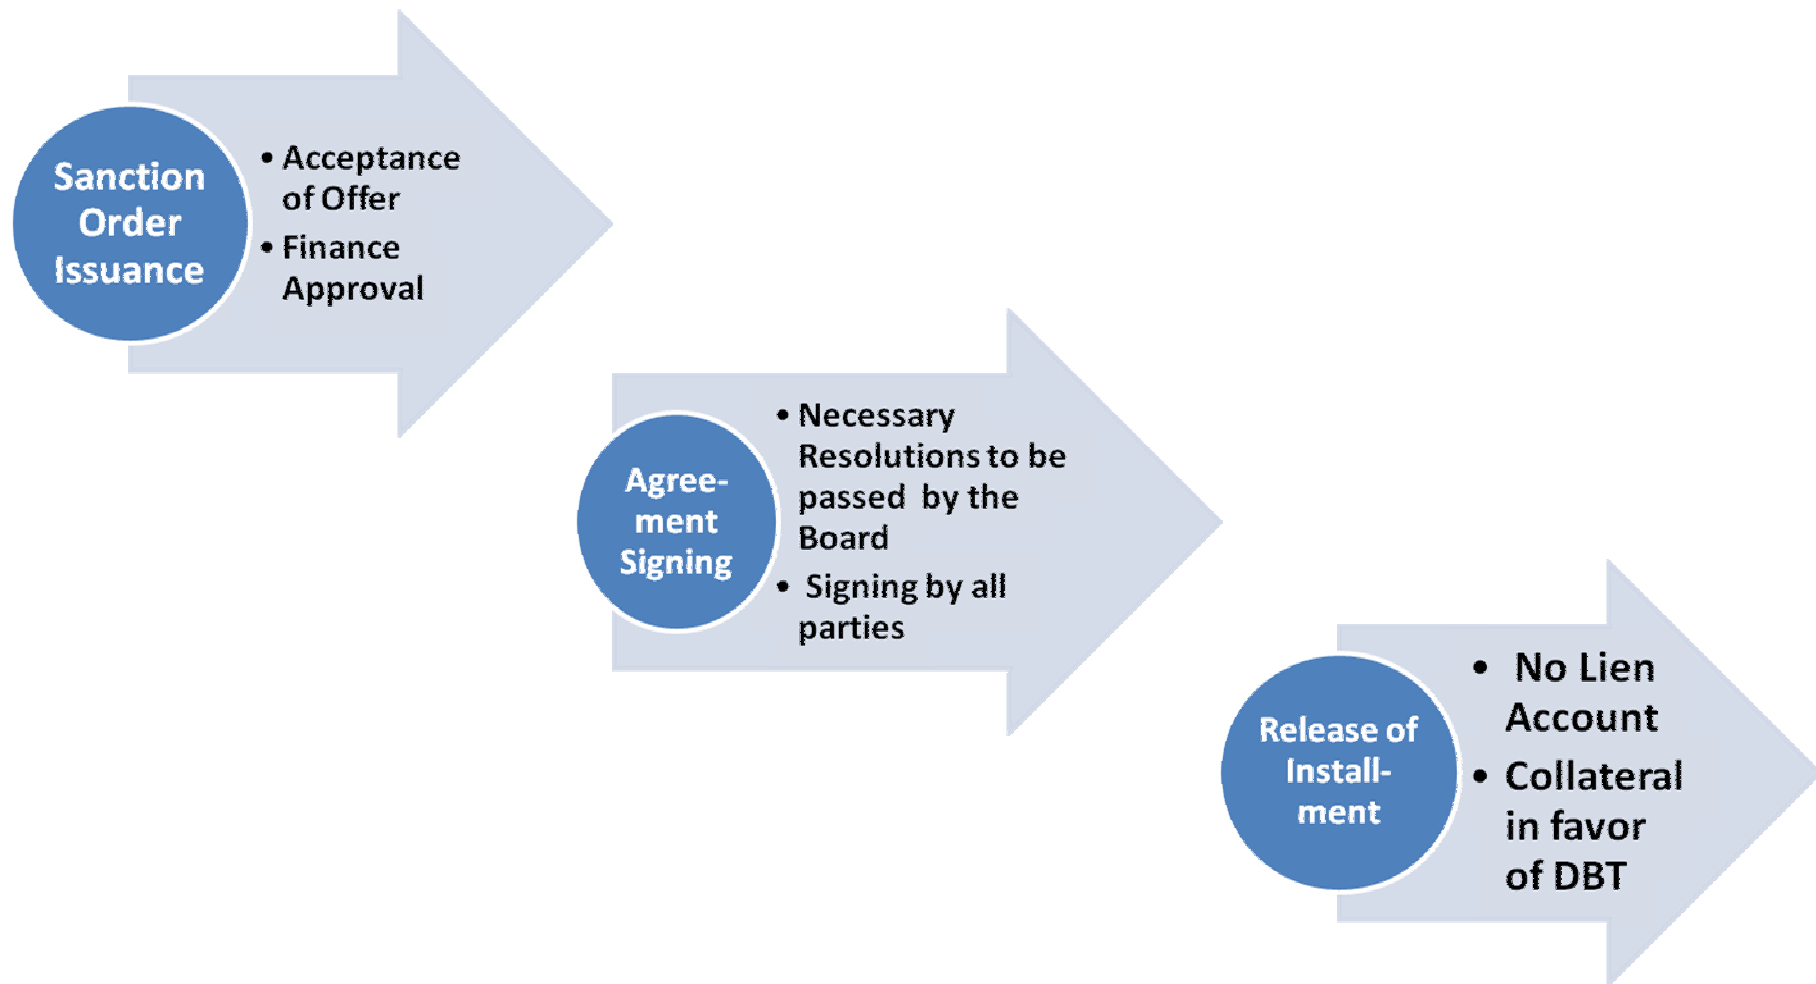 Sanction
Order
Issuance
• Acceptance
of Offer
• Finance
Approval
Agree-
ment
Signing
• Necessary
Resolutions to be
passed by the
Board
• Signing by all
parties
Release of
Install-
ment
• No Lien
Account
• Collateral
in favor
of DBT